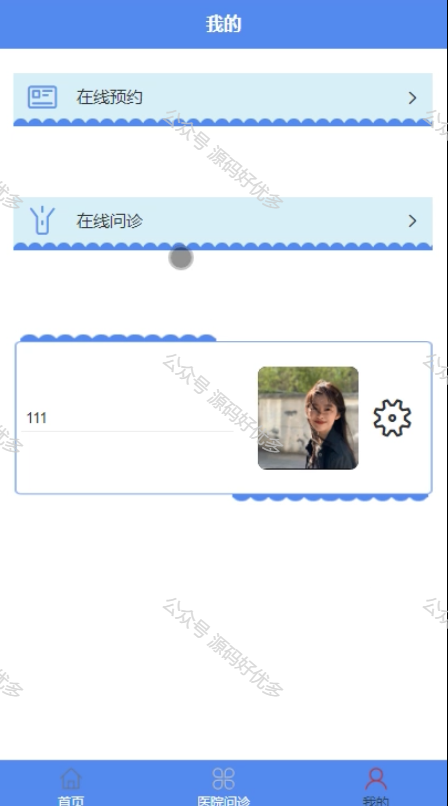 我的
在线预约
公众号 源码好优多
在线问诊
111
公众号 源码好优多
公众号 源码好优多
首页
医院问诊
我的